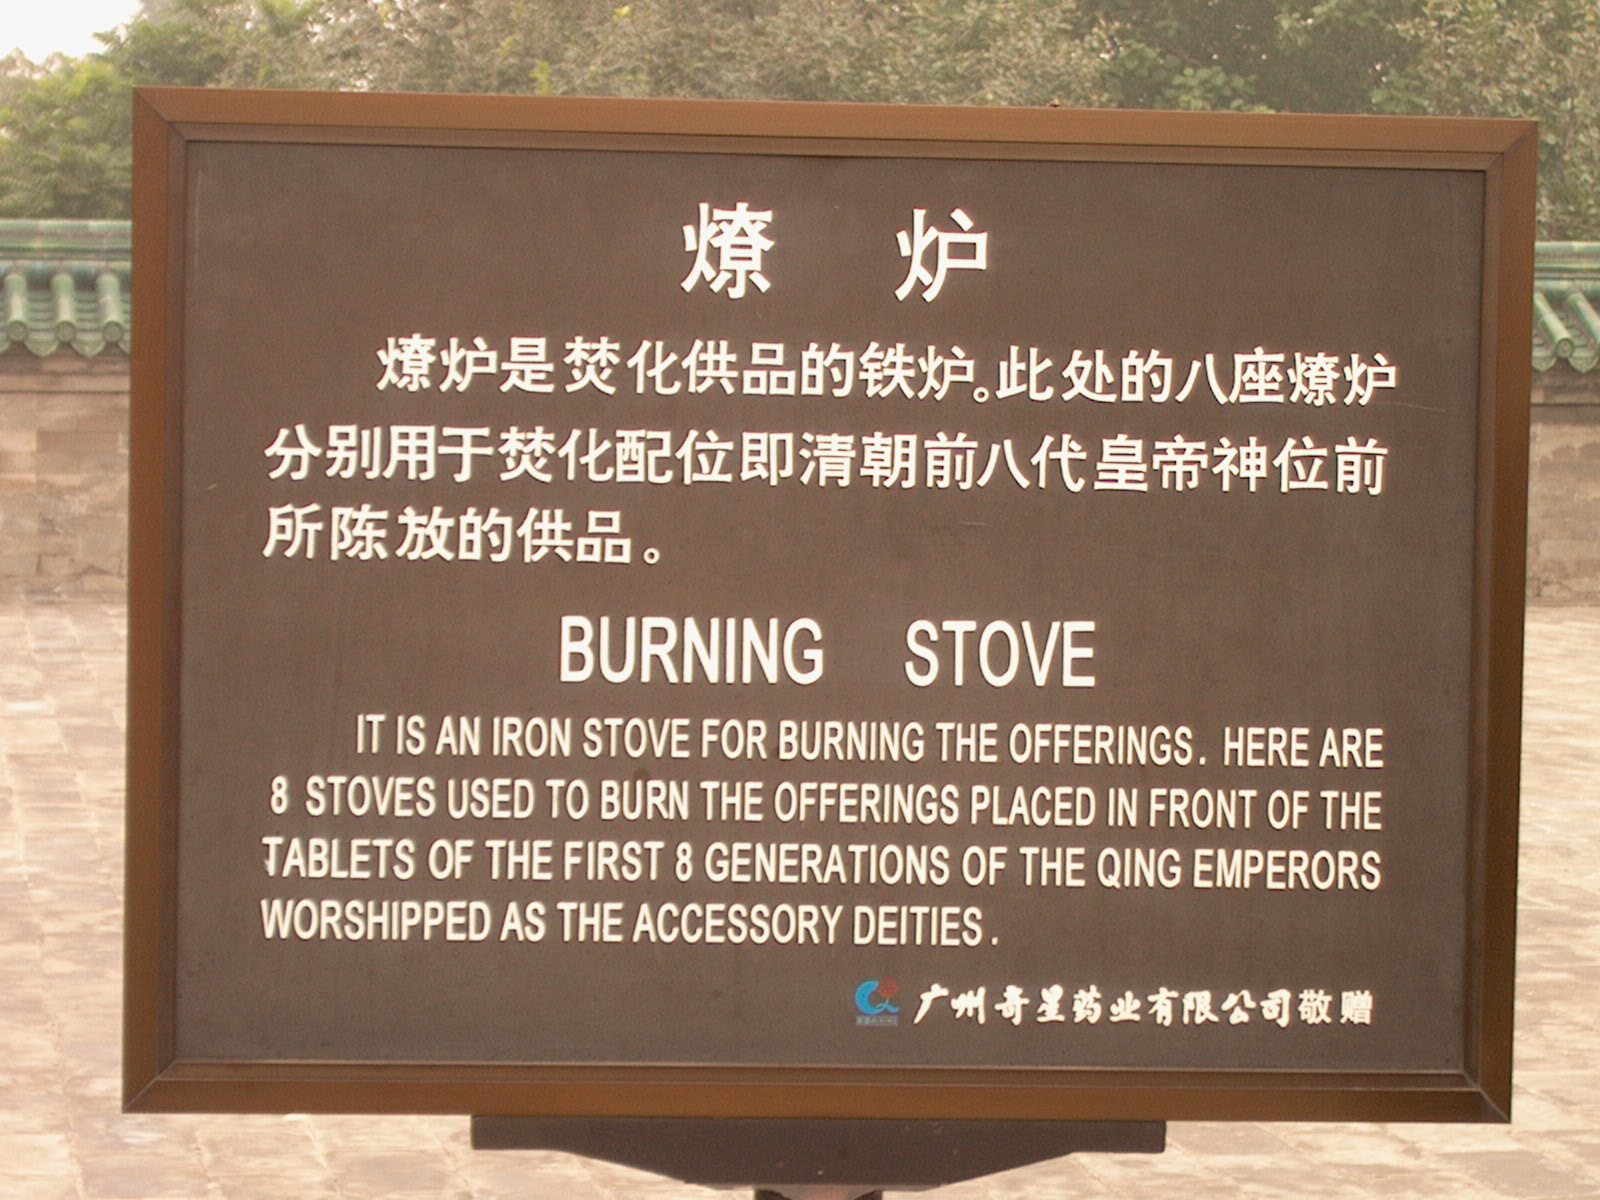 燎 炉
燎炉是焚化供品的铁炉。此处的八座燎炉
分别用于焚化配位即清朝前八代皇帝神位前
所陈放的供品。
BURNING STOVE
IT IS AN IRON STOVE FOR BURNING THE OFFERINGS. HERE ARE
8 STOVES USED TO BURN THE OFFERINGS PLACED IN FRONT OF THE
TABLETS OF THE FIRST 8 GENERATIONS OF THE QING EMPERORS
WORSHIPPED AS THE ACCESSORY DEITIES.
广州奇星药业有限公司敬赠